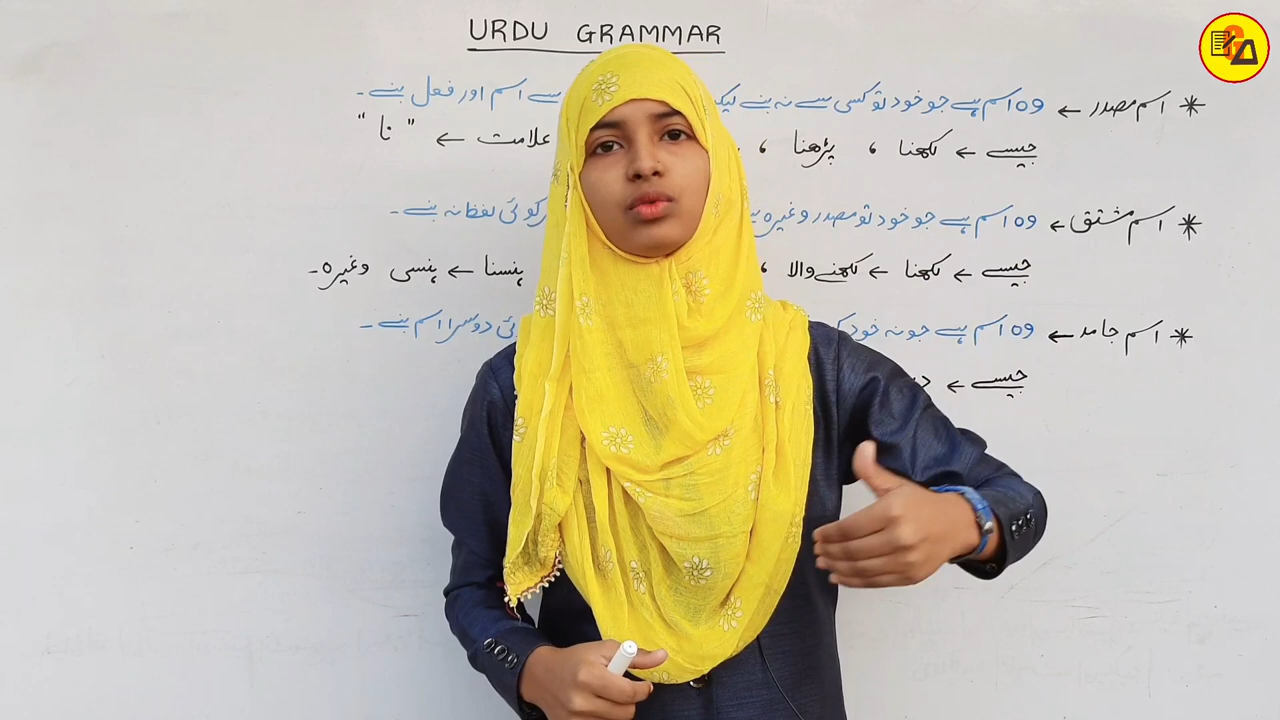 URDU GRAMMAR
* اسم مصدر ← وہ اسم ہے جو خود تو کسی سے نہ بنے سے اسم اور فعل بنے۔
جیسے ← لکھنا ، پڑھنا ، علامت ← "نا"
* اسم مشتق ← وہ اسم ہے جو خود تو مصدر وغیرہ کوئی لفظ نہ بنے۔
جیسے ← لکھنا ← لکھنے والا ، ہنسنا ← ہنسی وغیرہ۔
* اسم جامد ← وہ اسم ہے جو نہ خود دوسرا اسم بنے۔
جیسے ←